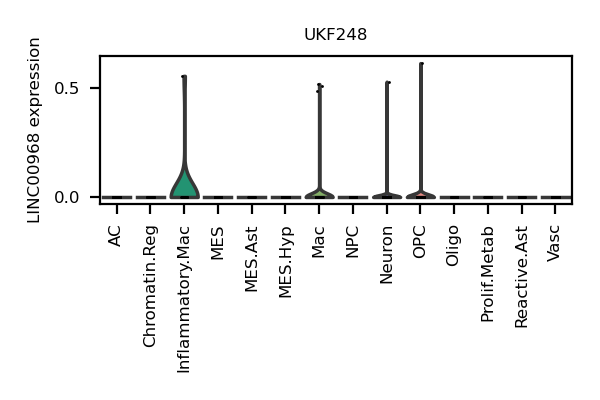 UKF248
LINC00968 expression
0.5
0.0
AC
Chromatin.Reg
Inflammatory.Mac
MES
MES.Ast
MES.Hyp
Mac
NPC
Neuron
OPC
Oligo
Prolif.Metab
Reactive.Ast
Vasc